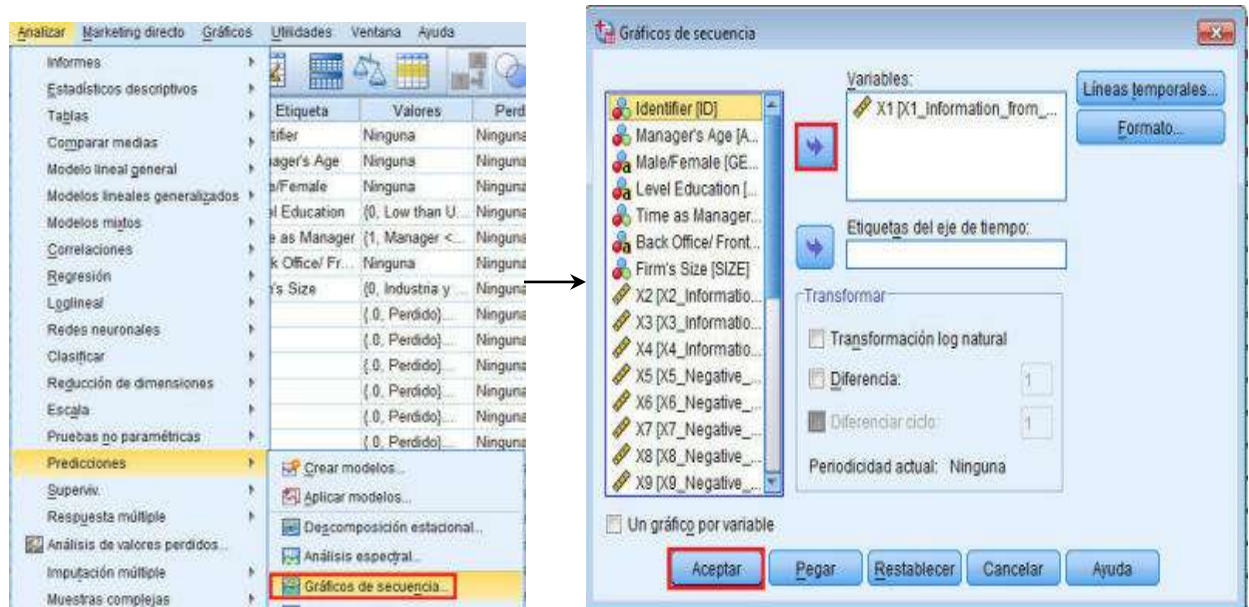 Analizar Marketing directo Gráficos Utilidades Ventana Ayuda
Informes
Estadísticos descriptivos
Tablas
Comparar medias
Modelo lineal general
Modelos lineales generalizados
Modelos mixtos
Correlaciones
Regresión
Loglineal
Redes neuronales
Clasificar
Reducción de dimensiones
Escala
Pruebas no paramétricas
Predicciones
Superviv.
Respuesta múltiple
Análisis de valores perdidos...
Imputación múltiple
Muestras complejas
Etiqueta Valores Perd
tifier Ninguna Ninguna
ager's Age Ninguna Ninguna
e/Female Ninguna Ninguna
el Education {0, Low than U... Ninguna
e as Manager {1, Manager <... Ninguna
k Office/ Fr... Ninguna Ninguna
's Size {0, Industria y ... Ninguna
{.0, Perdido}... Ninguna
{.0, Perdido}... Ninguna
{.0, Perdido}... Ninguna
{.0, Perdido}... Ninguna
{.0, Perdido}... Ninguna
{.0, Perdido}... Ninguna
Crear modelos...
Aplicar modelos...
Descomposición estacional...
Análisis espectral...
Gráficos de secuencia...
Gráficos de secuencia
Identifier [ID]
Manager's Age [A...
Male/Female [GE...
Level Education [...
Time as Manager...
Back Office/ Front...
Firm's Size [SIZE]
X2 [X2_Informatio...
X3 [X3_Informatio...
X4 [X4_Informatio...
X5 [X5_Negative_...
X6 [X6_Negative_...
X7 [X7_Negative_...
X8 [X8_Negative_...
X9 [X9_Negative_...
Variables:
X1 [X1_Information_from_...
Líneas temporales...
Formato...
Etiquetas del eje de tiempo:
Transformar
Transformación log natural
Diferencia: 1
Diferenciar ciclo: 1
Periodicidad actual: Ninguna
Un gráfico por variable
Aceptar Pegar Restablecer Cancelar Ayuda